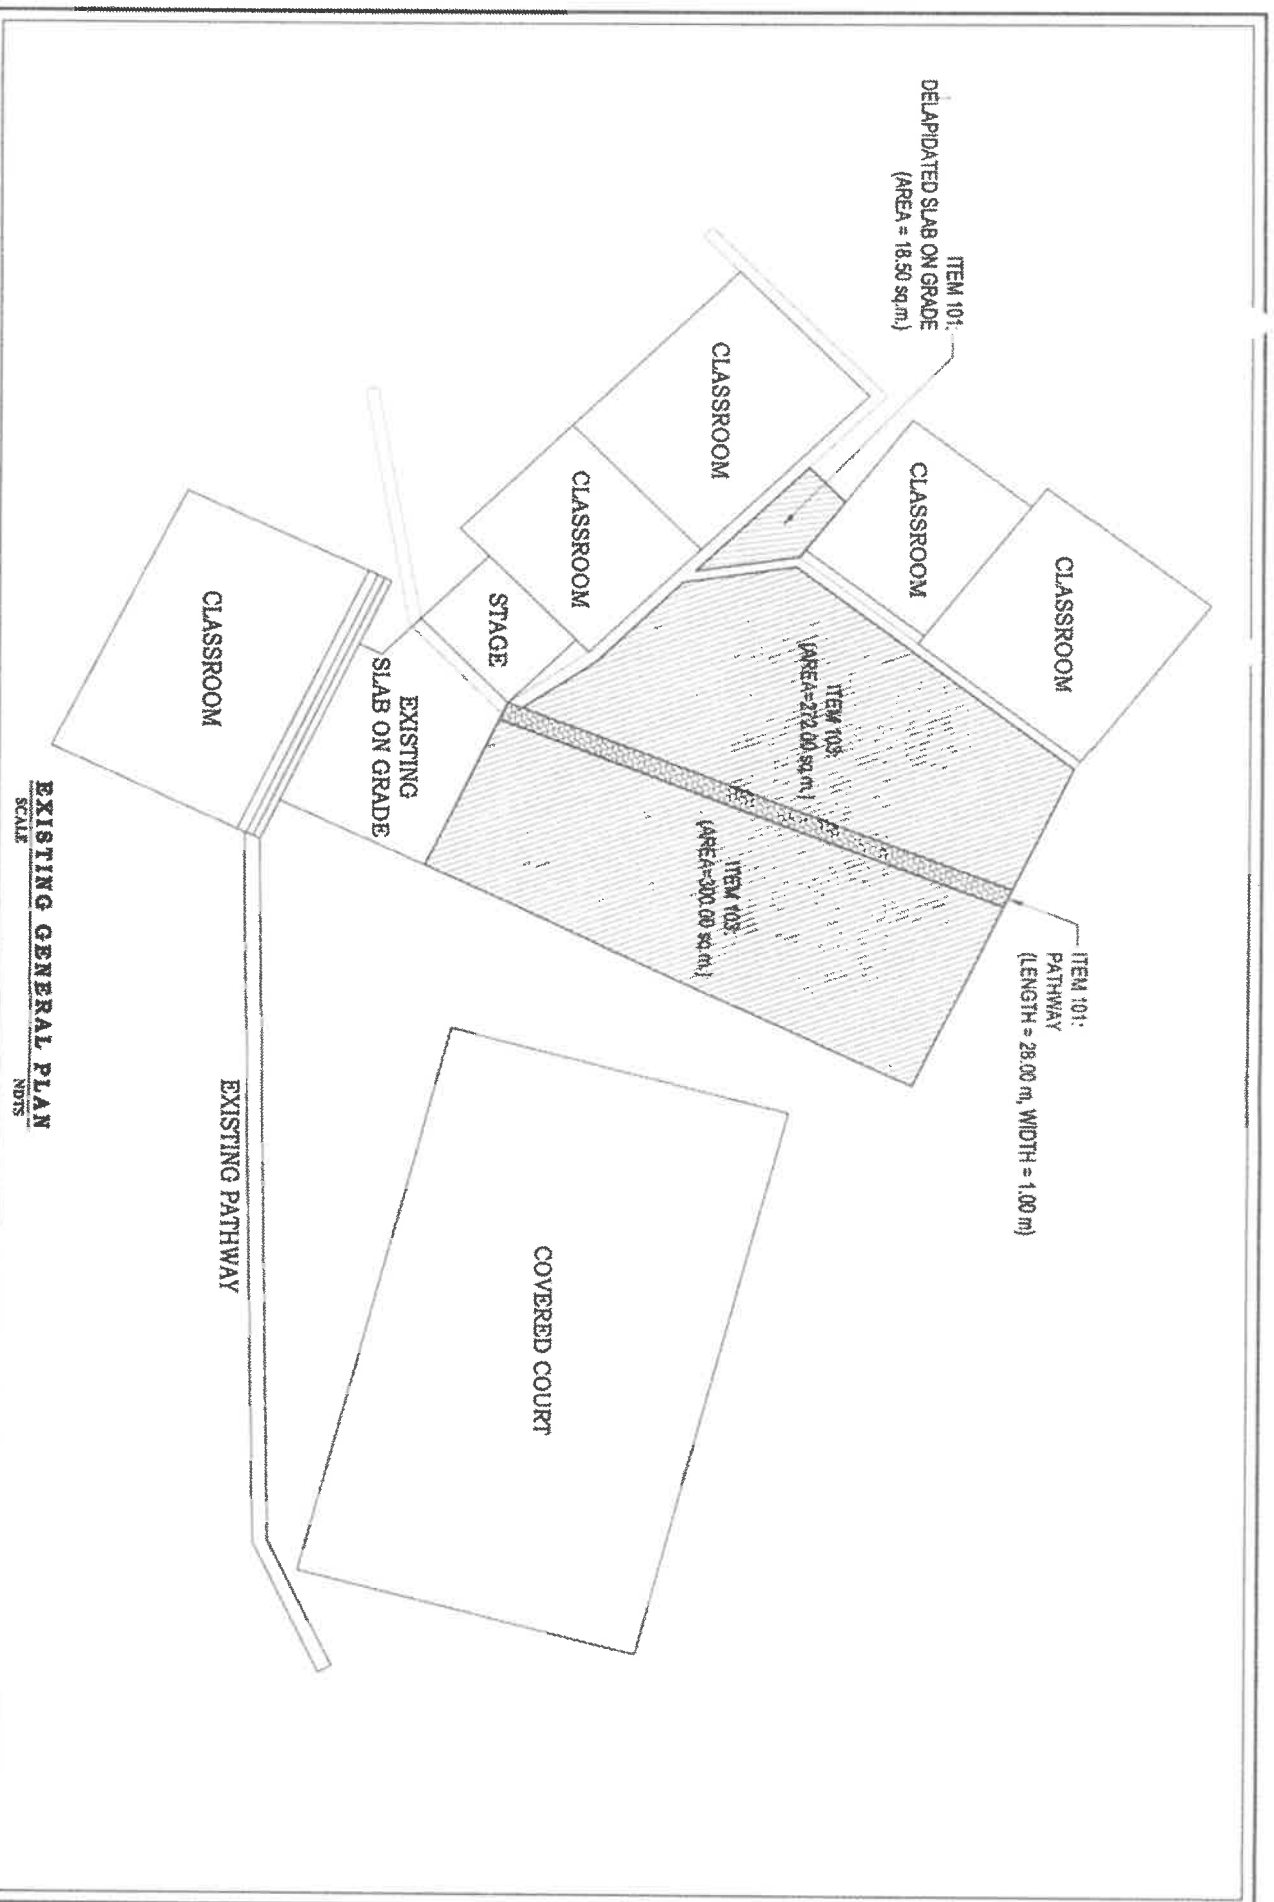 ITEM 101:
DELAPIDATED SLAB ON GRADE
(AREA = 18.50 sq.m.)
ITEM 101:
PATHWAY
(LENGTH = 28.00 m, WIDTH = 1.00 m)
CLASSROOM
CLASSROOM
CLASSROOM
CLASSROOM
STAGE
ITEM 103:
(AREA=272.00 sq.m.)
ITEM 103:
(AREA=300.00 sq.m.)
EXISTING
SLAB ON GRADE
CLASSROOM
COVERED COURT
EXISTING PATHWAY
EXISTING GENERAL PLAN
SCALE NDTS